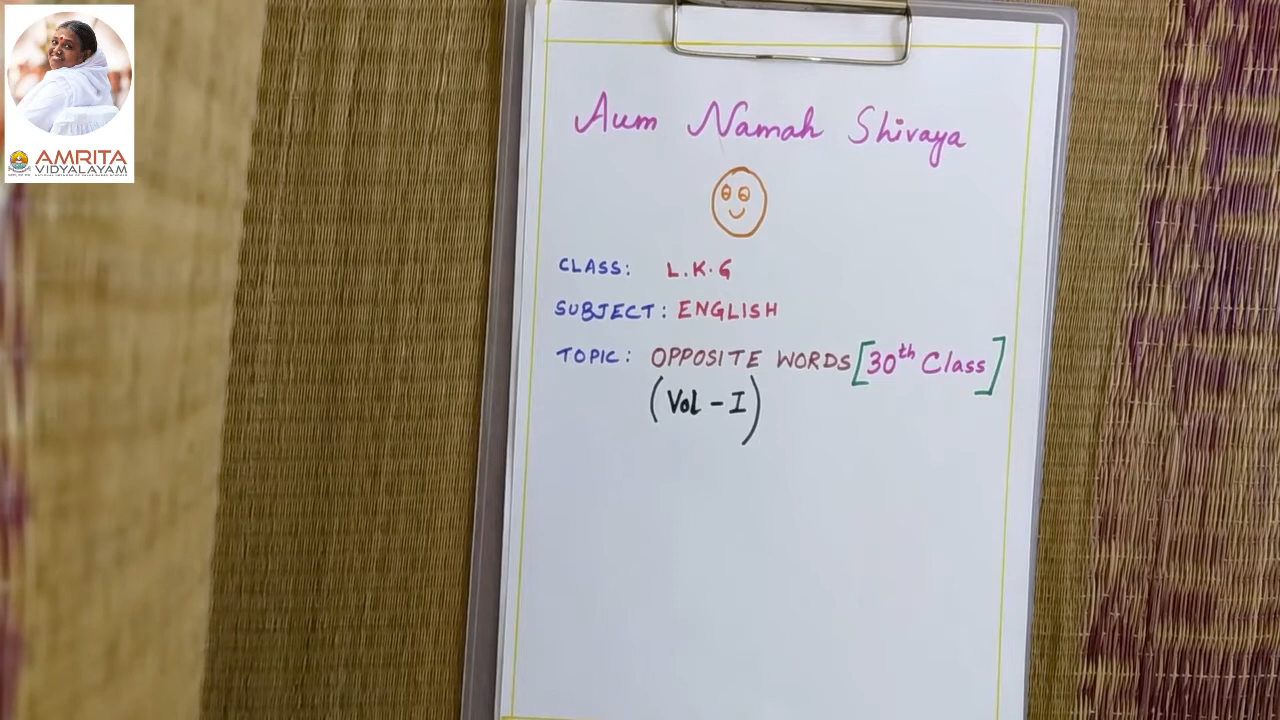 AMRITA
VIDYALAYAM
Aum Namah Shivaya
CLASS: L.K.G
SUBJECT: ENGLISH
TOPIC: OPPOSITE WORDS [30th Class]
(Vol - I)